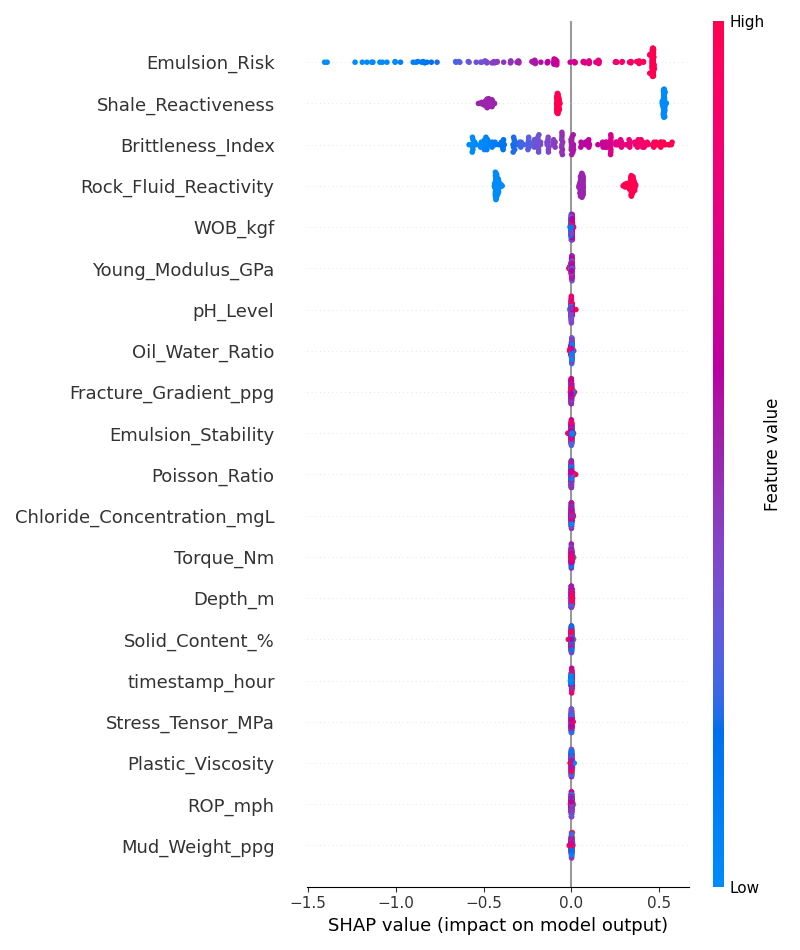 High
Emulsion_Risk
Shale_Reactiveness
Brittleness_Index
Rock_Fluid_Reactivity
WOB_kgf
Young_Modulus_GPa
pH_Level
Oil_Water_Ratio
Fracture_Gradient_ppg
Emulsion_Stability
Poisson_Ratio
Chloride_Concentration_mgL
Torque_Nm
Depth_m
Solid_Content_%
timestamp_hour
Stress_Tensor_MPa
Plastic_Viscosity
ROP_mph
Mud_Weight_ppg
Feature value
Low
−1.5 −1.0 −0.5 0.0 0.5
SHAP value (impact on model output)